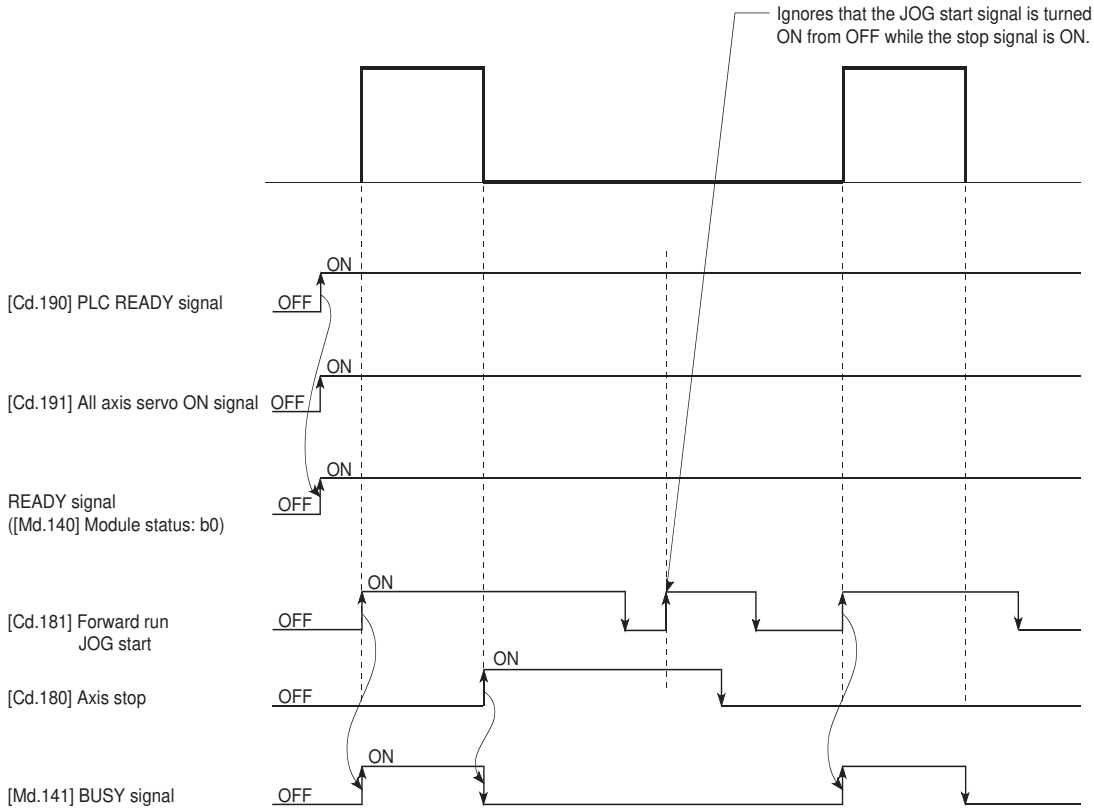 Ignores that the JOG start signal is turned
ON from OFF while the stop signal is ON.
ON
[Cd.190] PLC READY signal OFF
ON
[Cd.191] All axis servo ON signal OFF
ON
READY signal OFF
([Md.140] Module status: b0)
ON
[Cd.181] Forward run OFF
JOG start
ON
[Cd.180] Axis stop OFF
ON
[Md.141] BUSY signal OFF